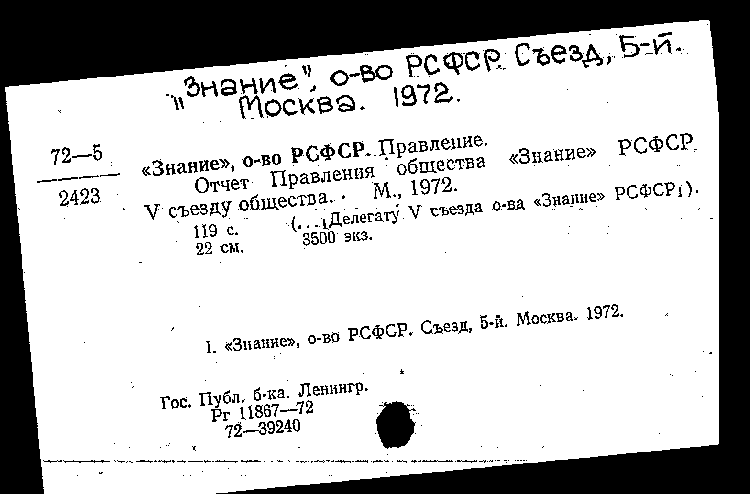 "Знание", о-во РСФСР. Съезд, 5-й.
Москва. 1972.
72—5
2423
«Знание», о-во РСФСР. Правление.
Отчет Правления общества «Знание» РСФСР
V съезду общества. М., 1972.
119 с. (...Делегату V съезда о-ва «Знание» РСФСР).
22 см. 3500 экз.
1. «Знание», о-во РСФСР. Съезд, 5-й. Москва. 1972.
Гос. Публ. б-ка. Ленингр.
Рг 11867—72
72—39240